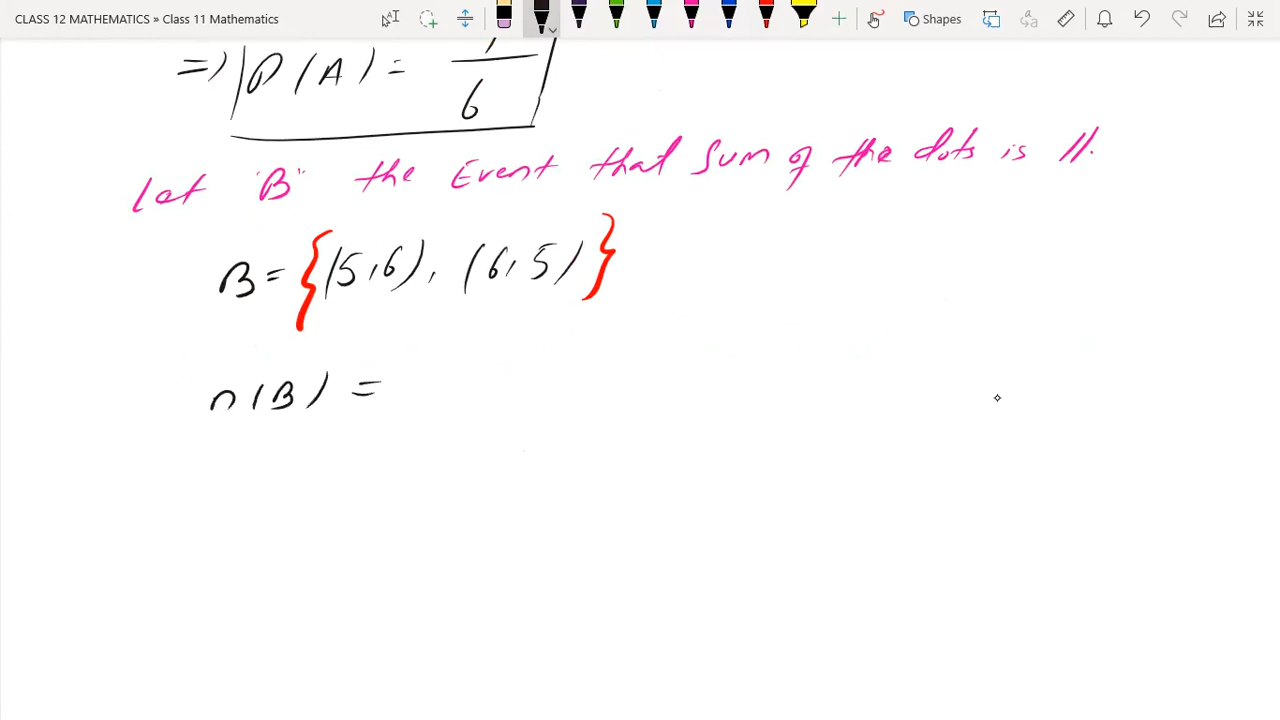 CLASS 12 MATHEMATICS » Class 11 Mathematics
Shapes
=> P(A) = 1/6
Let "B" the Event that Sum of the dots is 11.
B = {(5,6), (6,5)}
n(B) =